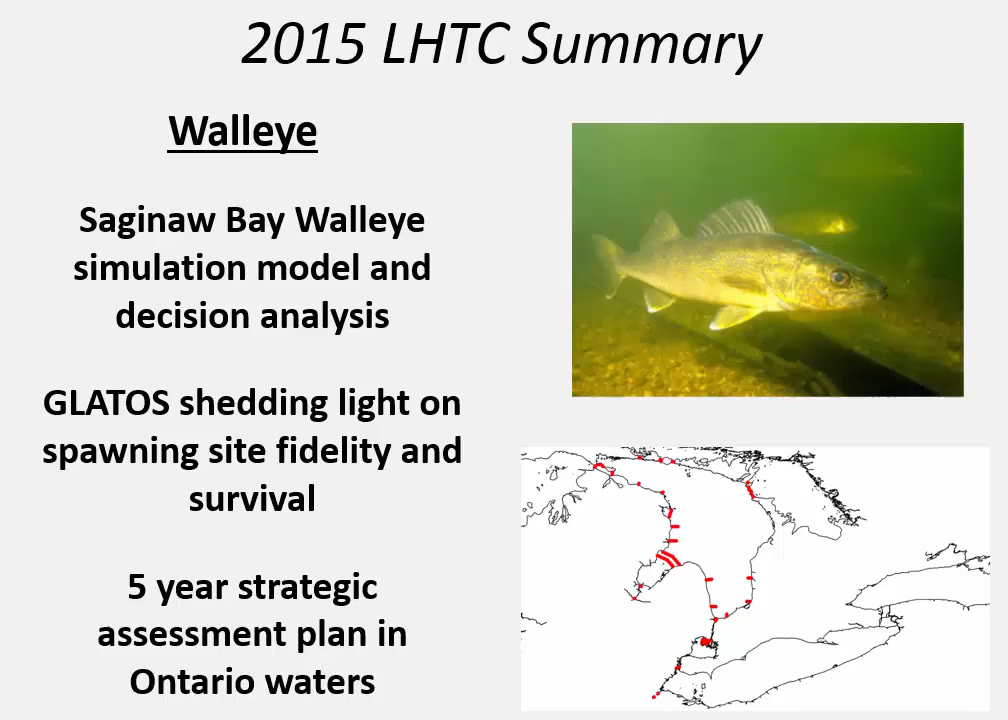 2015 LHTC Summary
Walleye
Saginaw Bay Walleye
simulation model and
decision analysis
GLATOS shedding light on
spawning site fidelity and
survival
5 year strategic
assessment plan in
Ontario waters